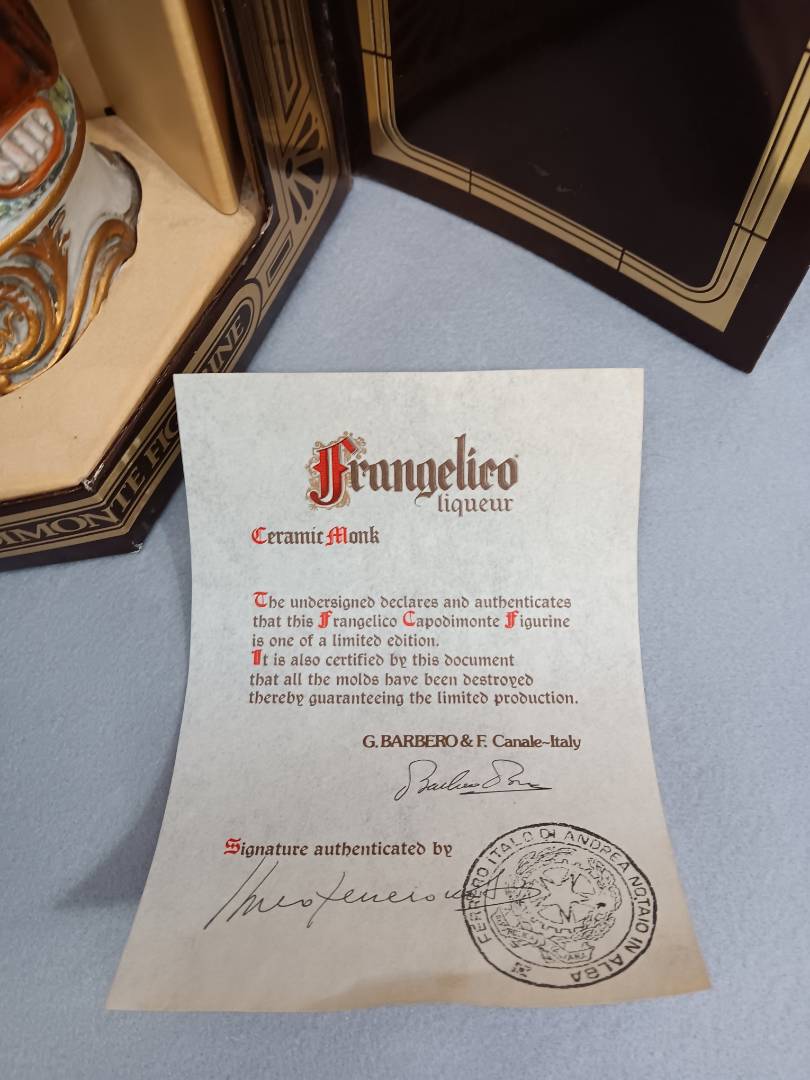 Frangelico
liqueur
Ceramic Monk
The undersigned declares and authenticates
that this Frangelico Capodimonte Figurine
is one of a limited edition.
It is also certified by this document
that all the molds have been destroyed
thereby guaranteeing the limited production.
G. BARBERO & F. Canale~Italy
Signature authenticated by
FERRERO ITALO DI ANDREA NOTAIO IN ALBA